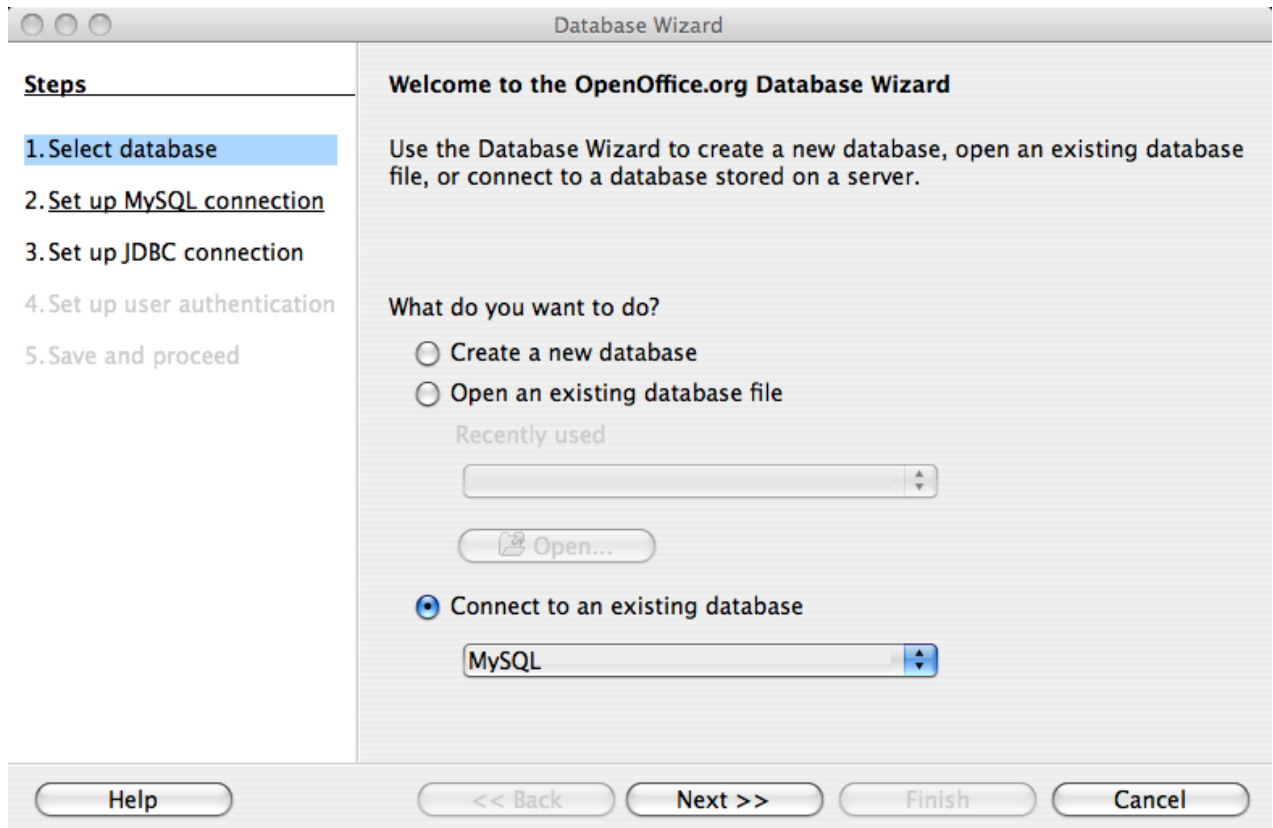 Database Wizard
Steps
1. Select database
2. Set up MySQL connection
3. Set up JDBC connection
4. Set up user authentication
5. Save and proceed
Welcome to the OpenOffice.org Database Wizard
Use the Database Wizard to create a new database, open an existing database
file, or connect to a database stored on a server.
What do you want to do?
Create a new database
Open an existing database file
Recently used
Open...
Connect to an existing database
MySQL
Help
<< Back
Next >>
Finish
Cancel